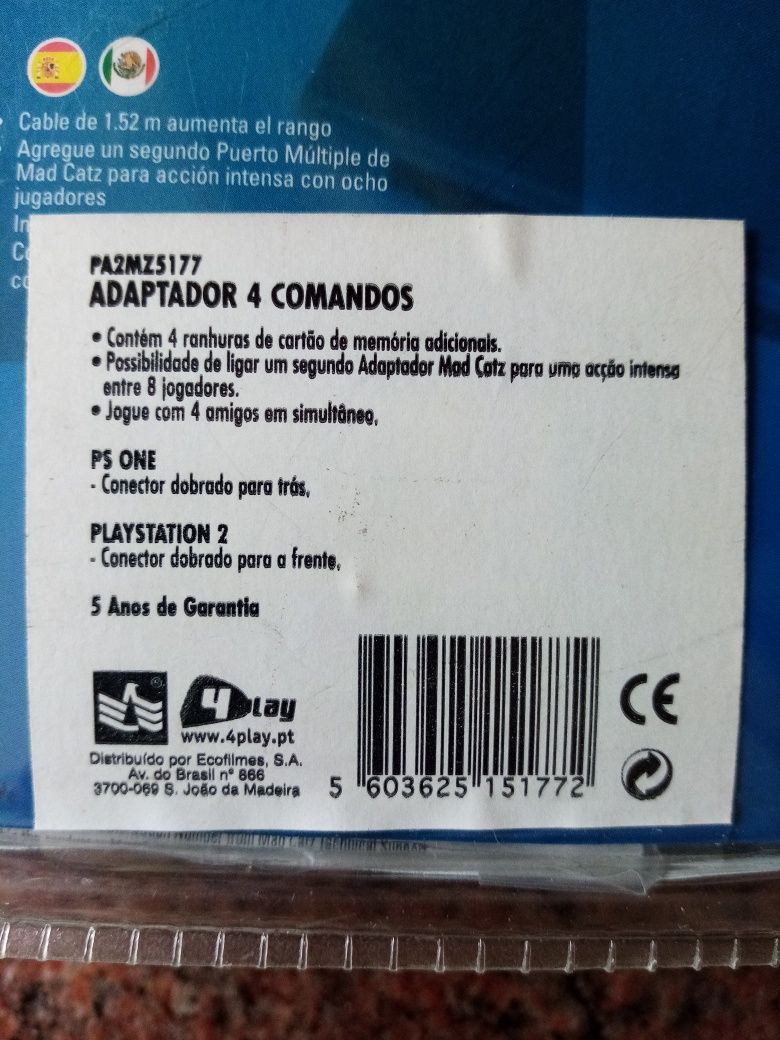 Cable de 1.52 m aumenta el rango
Agregue un segundo Puerto Múltiple de
Mad Catz para acción intensa con ocho
jugadores
PA2MZ5177
ADAPTADOR 4 COMANDOS
• Contém 4 ranhuras de cartão de memória adicionais.
• Possibilidade de ligar um segundo Adaptador Mad Catz para uma acção intensa
entre 8 jogadores.
• Jogue com 4 amigos em simultâneo.
PS ONE
- Conector dobrado para trás.
PLAYSTATION 2
- Conector dobrado para a frente.
5 Anos de Garantia
4play
www.4play.pt
Distribuído por Ecofilmes, S.A.
Av. do Brasil nº 866
3700-069 S. João da Madeira
5 603625 151772
CE